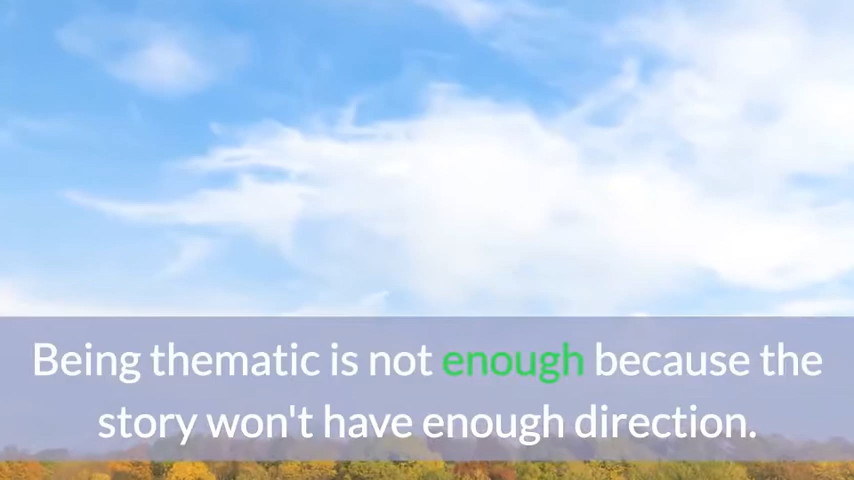 Being thematic is not enough because the
story won't have enough direction.